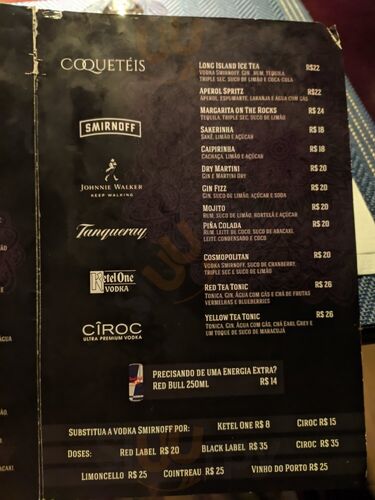 COQUETÉIS
LONG ISLAND ICE TEA R$22
VODKA SMIRNOFF, GIN, RUM, TEQUILA,
TRIPLE SEC, SUCO DE LIMÃO E COCA-COLA
APEROL SPRITZ R$22
APEROL, ESPUMANTE, LARANJA E ÁGUA COM GÁS
MARGARITA ON THE ROCKS R$ 24
TEQUILA, TRIPLE SEC, SUCO DE LIMÃO
SAKERINHA R$ 18
SAKÊ, LIMÃO E AÇÚCAR
CAIPIRINHA R$ 18
CACHAÇA, LIMÃO E AÇÚCAR
DRY MARTINI R$ 20
GIN E MARTINI DRY
GIN FIZZ R$ 20
GIN, SUCO DE LIMÃO, AÇÚCAR E SODA
MOJITO R$ 20
RUM, SUCO DE LIMÃO, HORTELÃ E AÇÚCAR
PIÑA COLADA R$ 20
RUM, LEITE DE COCO, SUCO DE ABACAXI,
LEITE CONDENSADO E COCO
COSMOPOLITAN R$ 20
VODKA SMIRNOFF, SUCO DE CRANBERRY,
TRIPLE SEC E SUCO DE LIMÃO
RED TEA TONIC R$ 26
TONICA, GIN, ÁGUA COM GÁS E CHÁ DE FRUTAS
VERMELHAS E BLUEBERRIES
YELLOW TEA TONIC R$ 26
TONICA, GIN, ÁGUA COM GÁS, CHÁ EARL GREY E
UM TOQUE DE SUCO DE MARACUJÁ
SMIRNOFF
JOHNNIE WALKER
KEEP WALKING
Tanqueray
Ketel One
VODKA
CÎROC
ULTRA PREMIUM VODKA
PRECISANDO DE UMA ENERGIA EXTRA?
RED BULL 250ML R$ 14
SUBSTITUA A VODKA SMIRNOFF POR: KETEL ONE R$ 8 CIROC R$ 15
DOSES: RED LABEL R$ 20 BLACK LABEL R$ 35 CIROC R$ 35
LIMONCELLO R$ 25 COINTREAU R$ 25 VINHO DO PORTO R$ 25